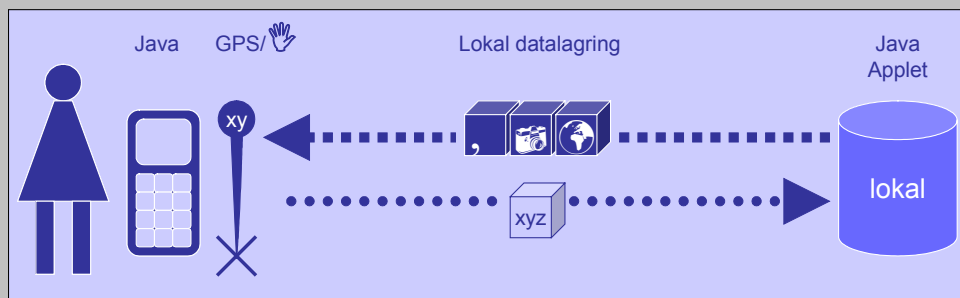 Java
GPS/
Lokal datalagring
Java
Applet
xy
,
lokal
xyz